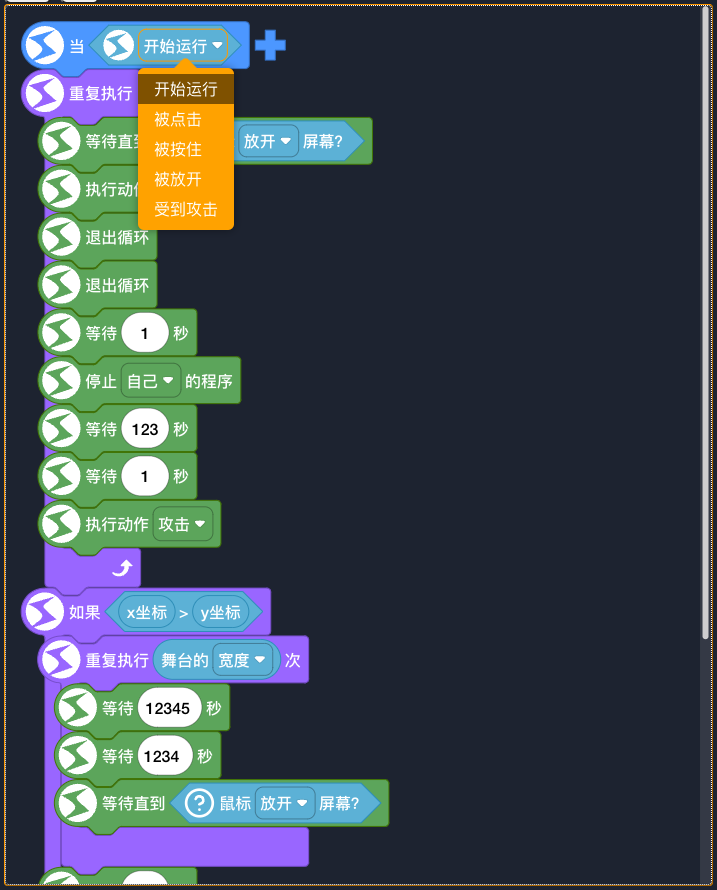 当 开始运行
重复执行
开始运行
被点击
被按住
被放开
受到攻击
等待直 放开 屏幕?
执行动
退出循环
退出循环
等待 1 秒
停止 自己 的程序
等待 123 秒
等待 1 秒
执行动作 攻击
如果 x坐标 > y坐标
重复执行 舞台的 宽度 次
等待 12345 秒
等待 1234 秒
等待直到 ? 鼠标 放开 屏幕?